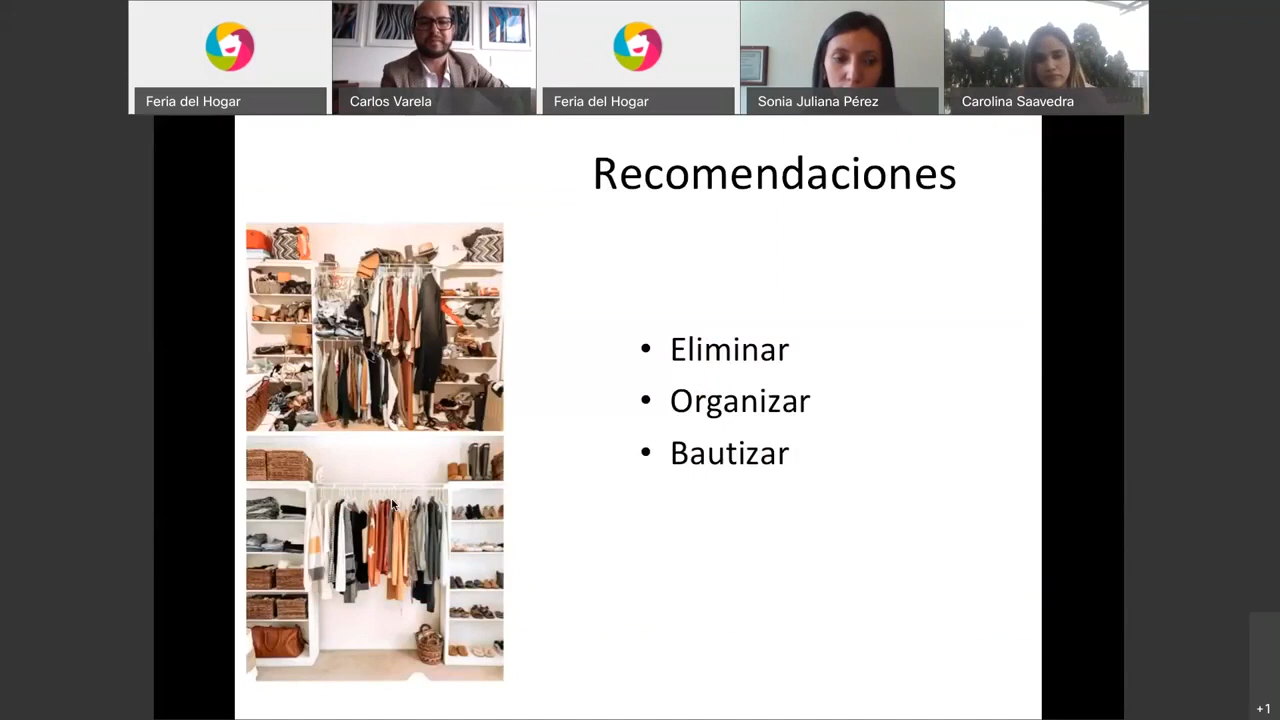 Feria del Hogar
Carlos Varela
Feria del Hogar
Sonia Juliana Pérez
Carolina Saavedra
Recomendaciones
• Eliminar
• Organizar
• Bautizar
+1